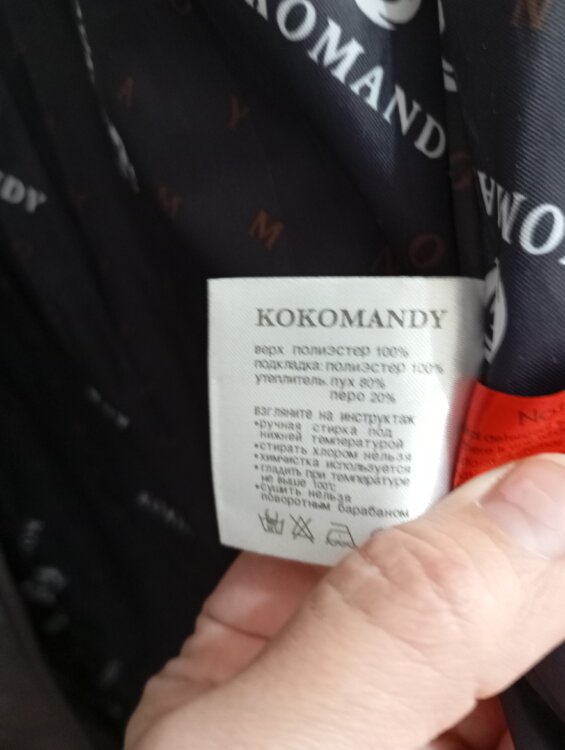 KOMANDY
KOKOMANDY
верх полиэстер 100%
подкладка: полиэстер 100%
утеплитель: пух 80%
перо 20%
взгляните на инструктаж
•ручная стирка под
нижней температурой
•стирать хлором нельзя
•химчистка используется
•гладить при температуре
не выше 100℃
•сушить нельзя
поворотным барабаном